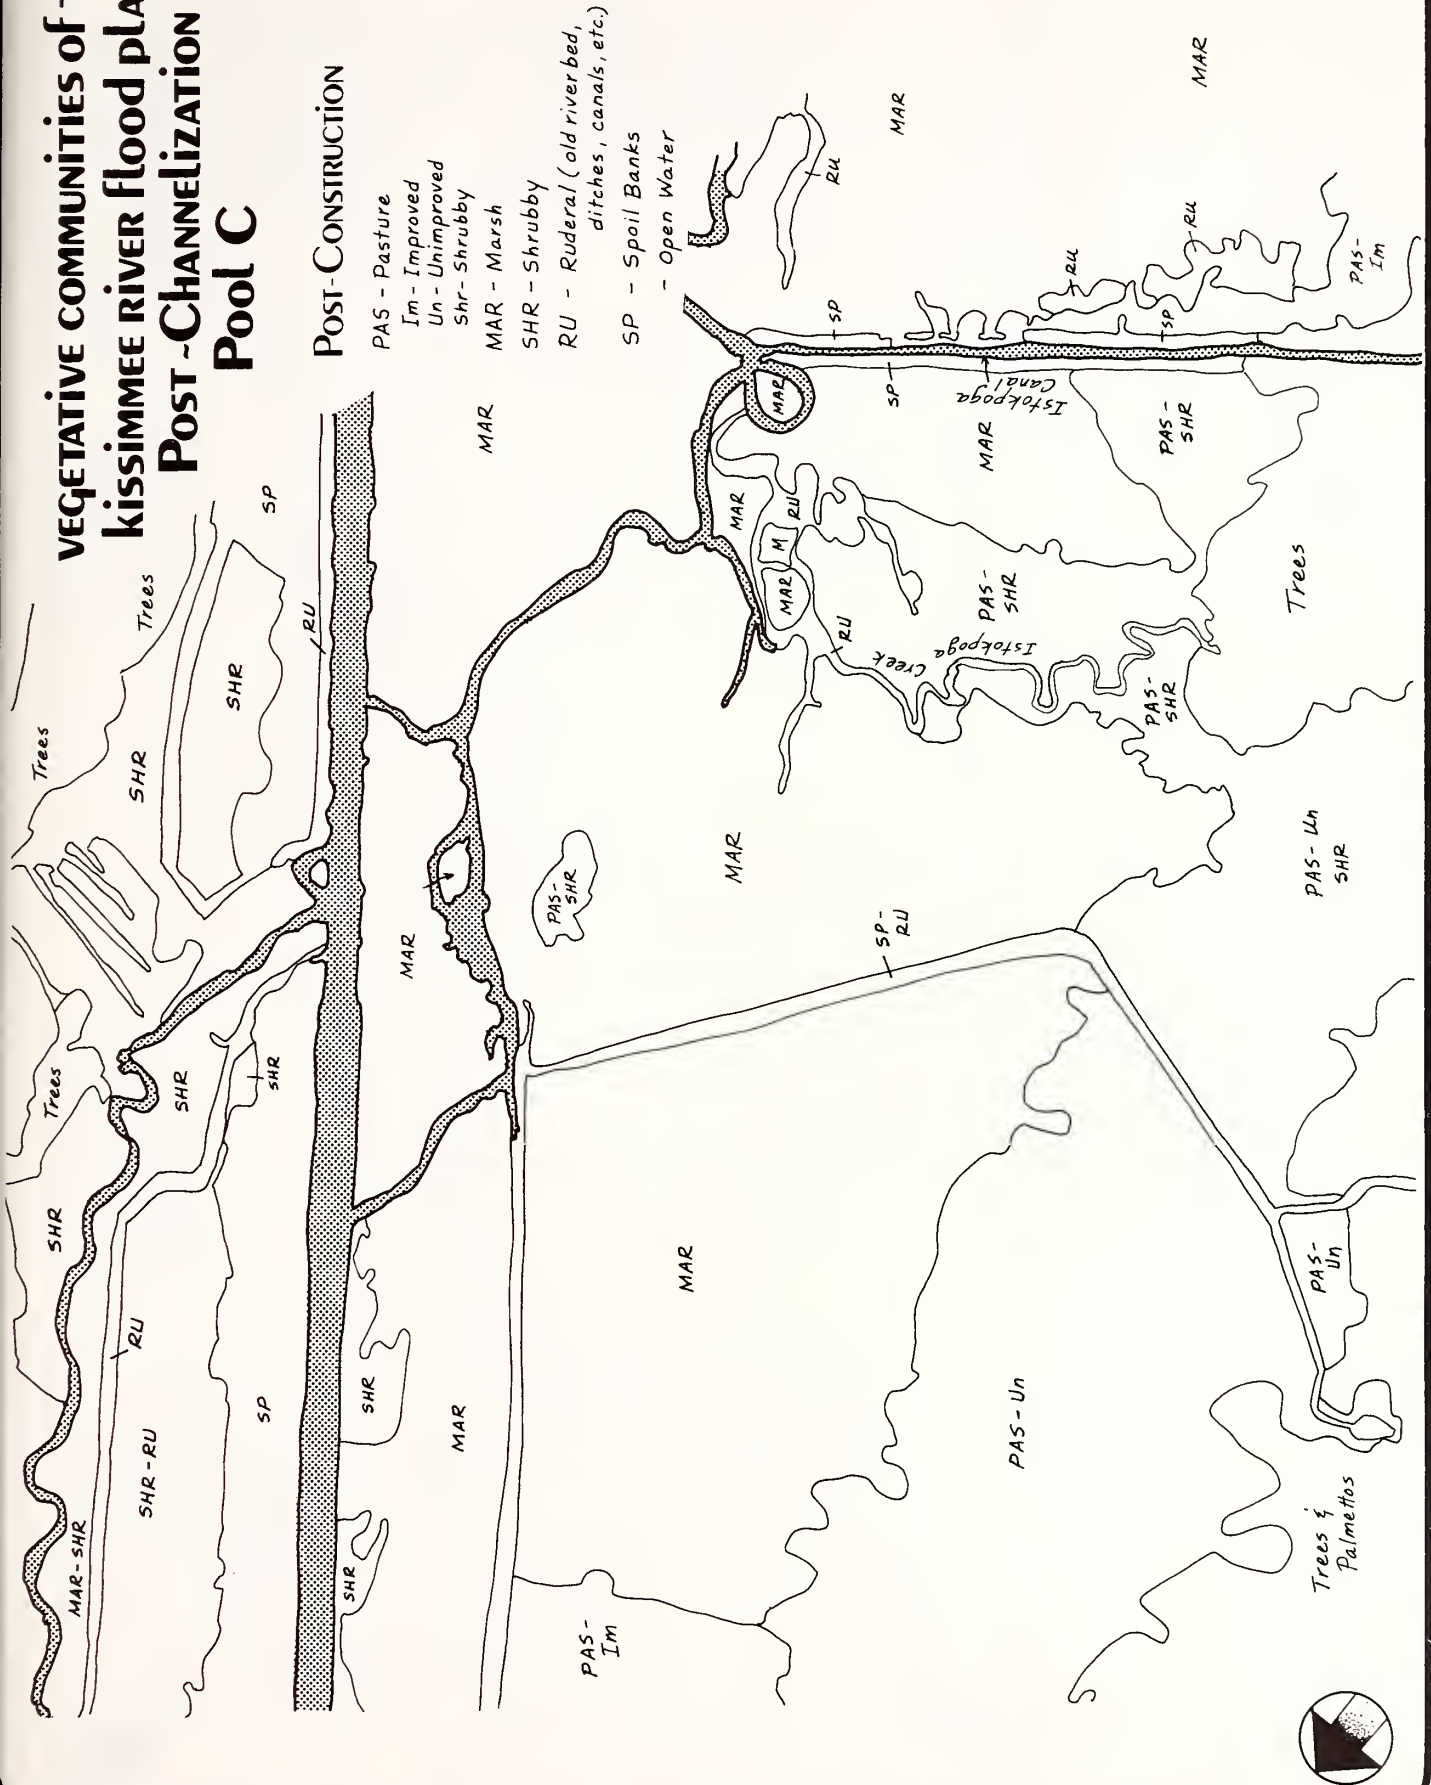 VEGETATIVE COMMUNITIES of
kissimmee RiVER flood pla
Post-Channelization
Pool C
Post-Construction
PAS - Pasture
Im - Improved
Un - Unimproved
Shr - Shrubby
MAR - Marsh
SHR - Shrubby
RU - Ruderal (old river bed,
ditches, canals, etc.)
SP - Spoil Banks
- Open Water
Trees
Trees
SP
SHR
SHR
RU
Trees
SHR
SHR
SHR
RU
MAR-SHR
SHR-RU
SP
MAR
MAR
SHR
SHR
MAR
PAS-
SHR
MAR
SP-
RU
MAR
PAS-
Im
PAS-Un
RU
MAR
MAR
RU
RU
PAS-
Im
SP
SP
SP
MAR
Istokpoga
Canal
MAR
PAS-
SHR
MAR
RU
M
MAR
RU
PAS-
SHR
Istokpoga
Creek
Trees
PAS-
SHR
PAS-Un
SHR
PAS-
Un
Trees &
Palmettos